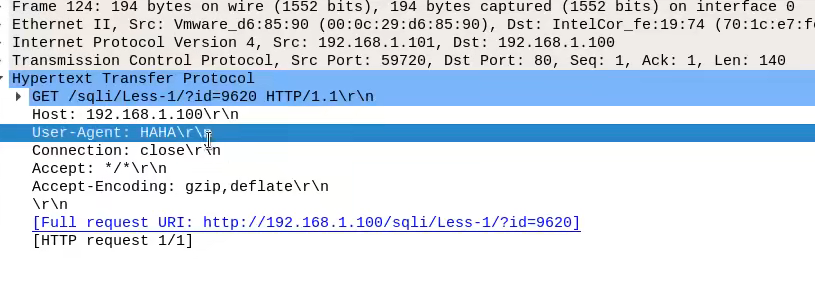 Frame 124: 194 bytes on wire (1552 bits), 194 bytes captured (1552 bits) on interface 0
Ethernet II, Src: Vmware_d6:85:90 (00:0c:29:d6:85:90), Dst: IntelCor_fe:19:74 (70:1c:e7:f
Internet Protocol Version 4, Src: 192.168.1.101, Dst: 192.168.1.100
Transmission Control Protocol, Src Port: 59720, Dst Port: 80, Seq: 1, Ack: 1, Len: 140
Hypertext Transfer Protocol
GET /sqli/Less-1/?id=9620 HTTP/1.1\r\n
Host: 192.168.1.100\r\n
User-Agent: HAHA\r\n
Connection: close\r\n
Accept: */*\r\n
Accept-Encoding: gzip,deflate\r\n
\r\n
[Full request URI: http://192.168.1.100/sqli/Less-1/?id=9620]
[HTTP request 1/1]